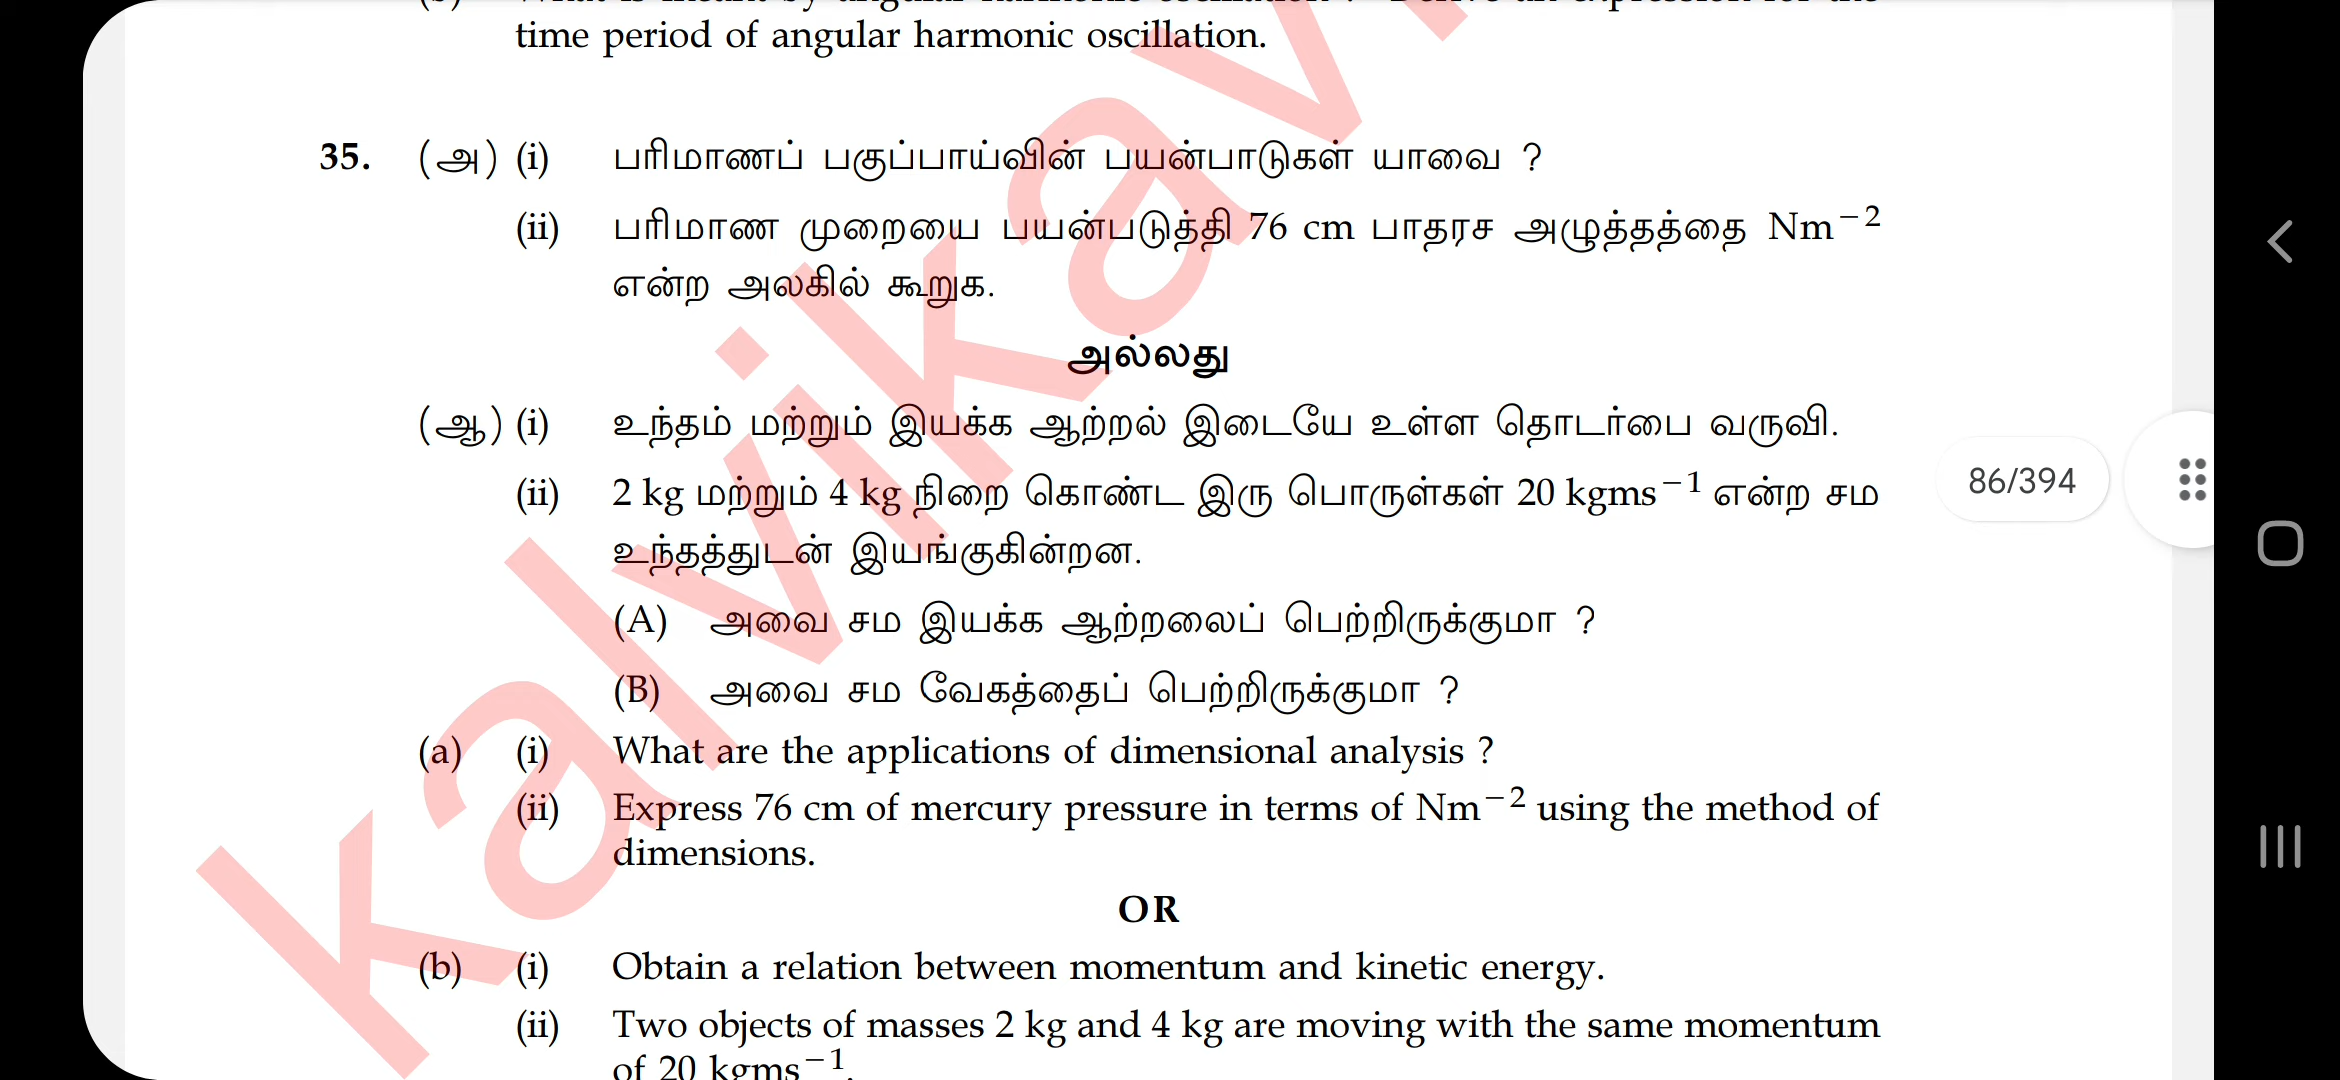 time period of angular harmonic oscillation.
35. (அ) (i) பரிமாணப் பகுப்பாய்வின் பயன்பாடுகள் யாவை ?
(ii) பரிமாண முறையை பயன்படுத்தி 76 cm பாதரச அழுத்தத்தை Nm⁻²
என்ற அலகில் கூறுக.
அல்லது
(ஆ) (i) உந்தம் மற்றும் இயக்க ஆற்றல் இடையே உள்ள தொடர்பை வருவி.
(ii) 2 kg மற்றும் 4 kg நிறை கொண்ட இரு பொருள்கள் 20 kgms⁻¹ என்ற சம
உந்தத்துடன் இயங்குகின்றன.
(A) அவை சம இயக்க ஆற்றலைப் பெற்றிருக்குமா ?
(B) அவை சம வேகத்தைப் பெற்றிருக்குமா ?
(a) (i) What are the applications of dimensional analysis ?
(ii) Express 76 cm of mercury pressure in terms of Nm⁻² using the method of
dimensions.
OR
(b) (i) Obtain a relation between momentum and kinetic energy.
(ii) Two objects of masses 2 kg and 4 kg are moving with the same momentum
of 20 kgms⁻¹.
86/394
kalvikavi